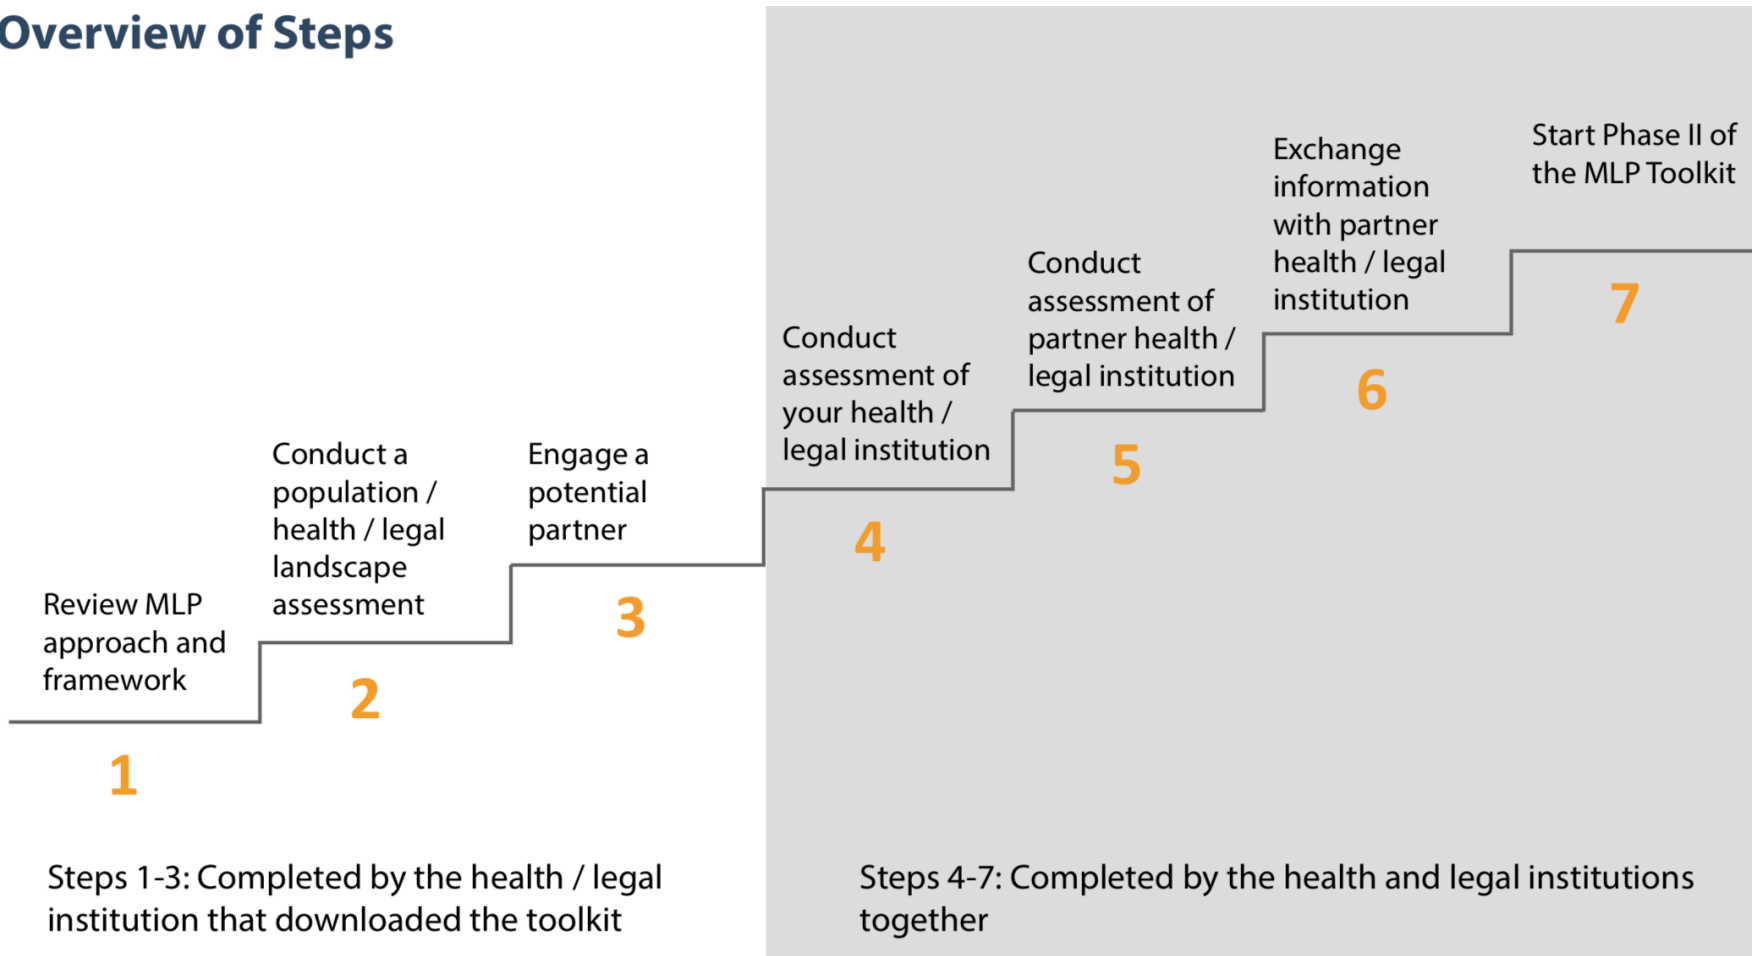 Overview of Steps
Review MLP
approach and
framework
1
Conduct a
population /
health / legal
landscape
assessment
2
Engage a
potential
partner
3
Conduct
assessment of
your health /
legal institution
4
Conduct
assessment of
partner health /
legal institution
5
Exchange
information
with partner
health / legal
institution
6
Start Phase II of
the MLP Toolkit
7
Steps 1-3: Completed by the health / legal
institution that downloaded the toolkit
Steps 4-7: Completed by the health and legal institutions
together